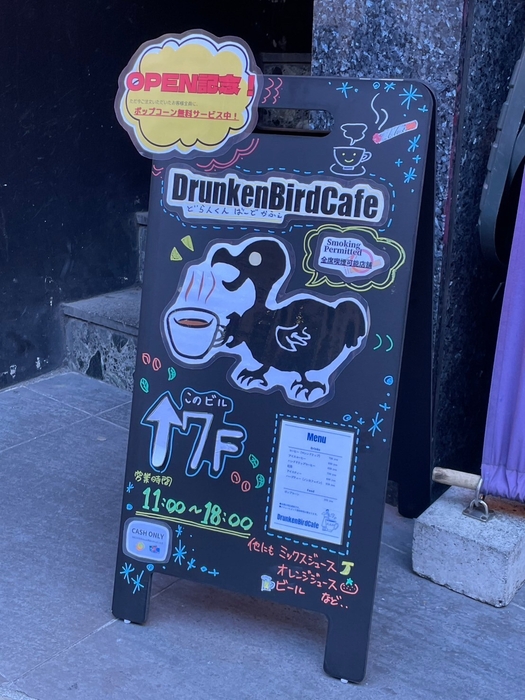 OPEN記念！
ポップコーン無料サービス中！
DrunkenBirdCafe
どらんくん ばーど かふぇ
Smoking
Permitted
全席喫煙可能店舗
このビル
↑7F
営業時間
11:00～18:00
CASH ONLY
Menu
DrunkenBirdCafe
他にも ミックスジュース
オレンジジュース
ビール など..